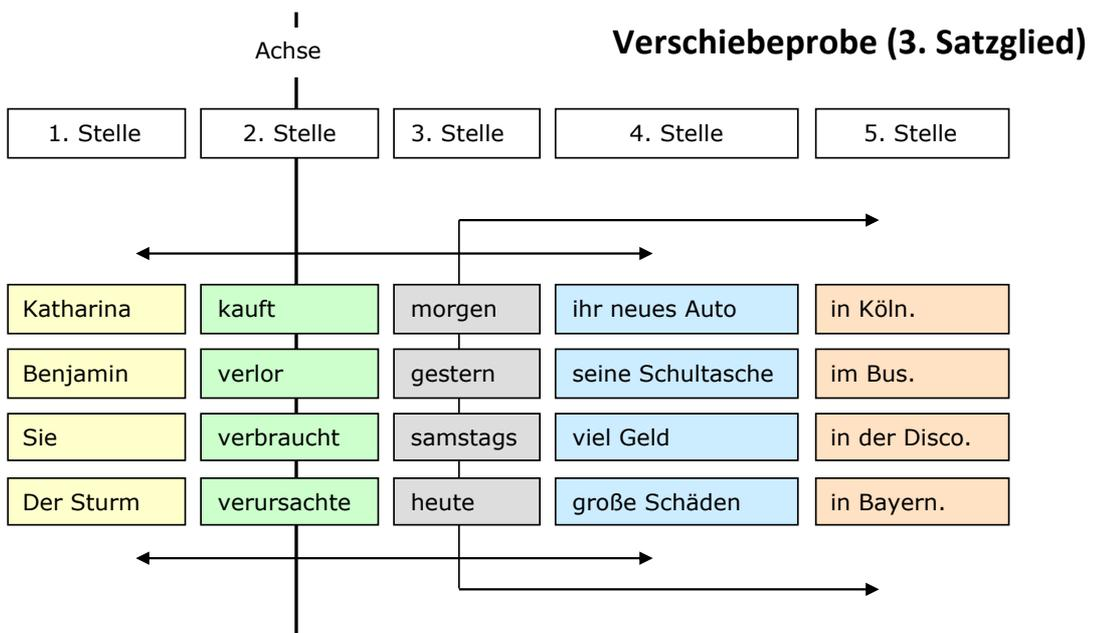 Verschiebeprobe (3. Satzglied)
Achse
1. Stelle 2. Stelle 3. Stelle 4. Stelle 5. Stelle
Katharina kauft morgen ihr neues Auto in Köln.
Benjamin verlor gestern seine Schultasche im Bus.
Sie verbraucht samstags viel Geld in der Disco.
Der Sturm verursachte heute große Schäden in Bayern.